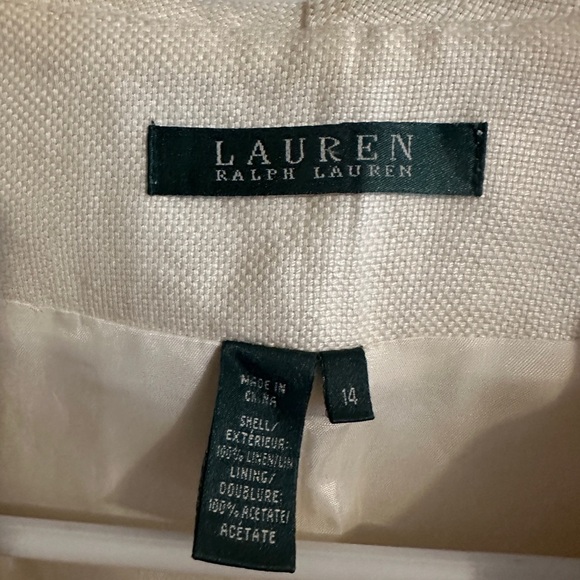 LAUREN
RALPH LAUREN
MADE IN
CHINA
SHELL/
EXTÉRIEUR:
100% LINEN/LIN
LINING/
DOUBLURE:
100% ACETATE/
ACÉTATE
14